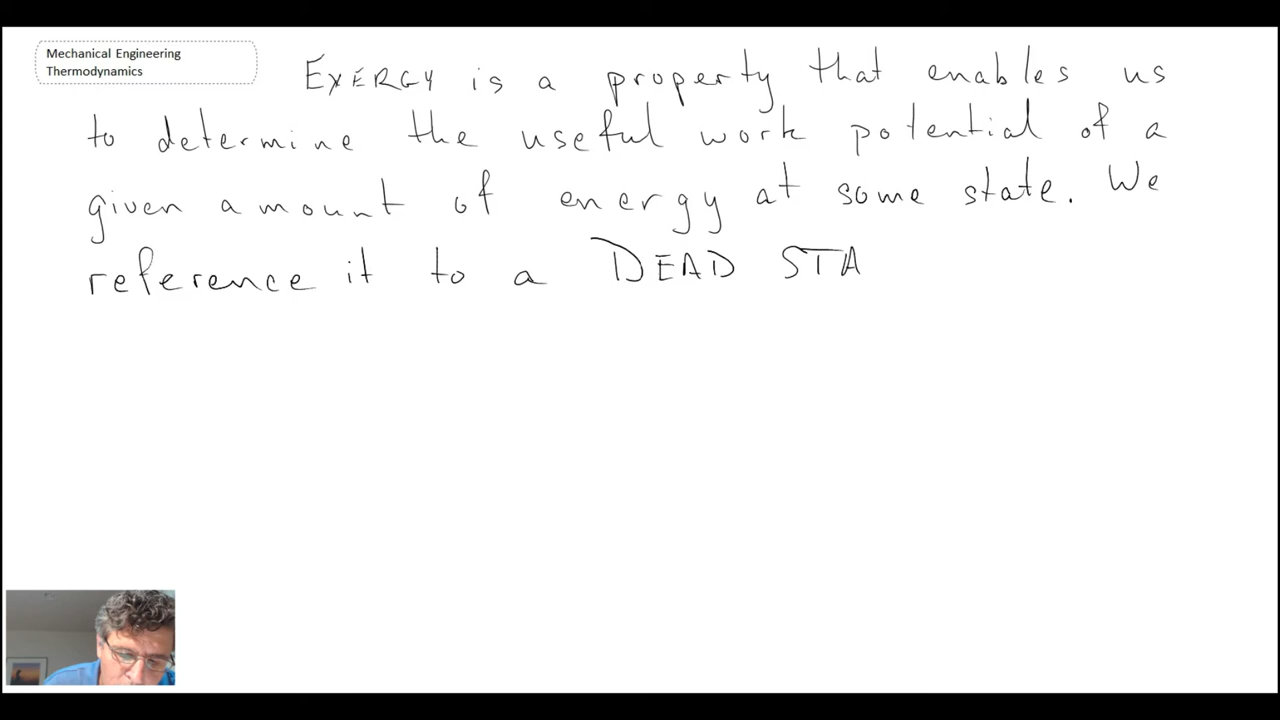 Mechanical Engineering
Thermodynamics
EXERGY is a property that enables us
to determine the useful work potential of a
given amount of energy at some state. We
reference it to a DEAD STA